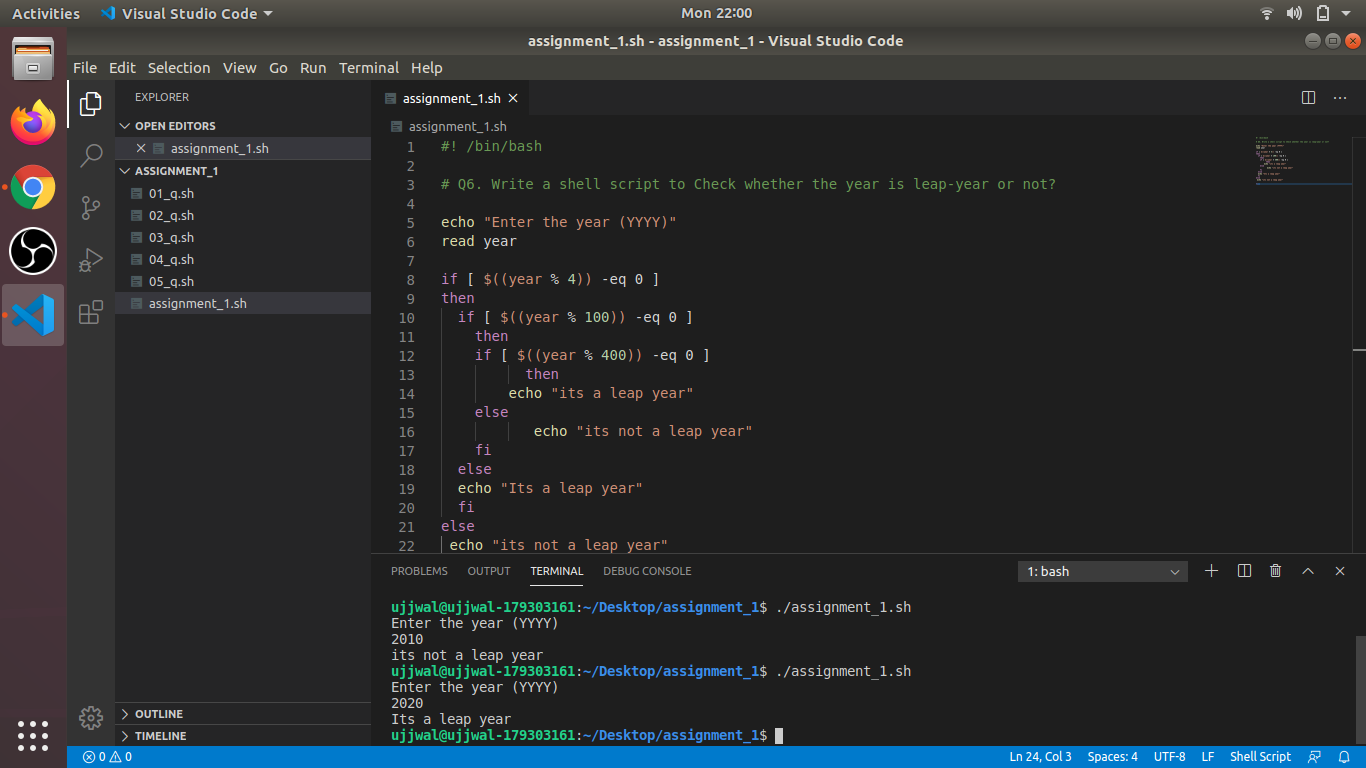 Activities Visual Studio Code Mon 22:00
assignment_1.sh - assignment_1 - Visual Studio Code
File Edit Selection View Go Run Terminal Help
EXPLORER
OPEN EDITORS
assignment_1.sh
ASSIGNMENT_1
01_q.sh
02_q.sh
03_q.sh
04_q.sh
05_q.sh
assignment_1.sh
OUTLINE
TIMELINE
assignment_1.sh
assignment_1.sh
1 #! /bin/bash
2
3 # Q6. Write a shell script to Check whether the year is leap-year or not?
4
5 echo "Enter the year (YYYY)"
6 read year
7
8 if [ $((year % 4)) -eq 0 ]
9 then
10 if [ $((year % 100)) -eq 0 ]
11 then
12 if [ $((year % 400)) -eq 0 ]
13 then
14 echo "its a leap year"
15 else
16 echo "its not a leap year"
17 fi
18 else
19 echo "Its a leap year"
20 fi
21 else
22 echo "its not a leap year"
PROBLEMS OUTPUT TERMINAL DEBUG CONSOLE 1: bash
ujjwal@ujjwal-179303161:~/Desktop/assignment_1$ ./assignment_1.sh
Enter the year (YYYY)
2010
its not a leap year
ujjwal@ujjwal-179303161:~/Desktop/assignment_1$ ./assignment_1.sh
Enter the year (YYYY)
2020
Its a leap year
ujjwal@ujjwal-179303161:~/Desktop/assignment_1$
0 0 Ln 24, Col 3 Spaces: 4 UTF-8 LF Shell Script